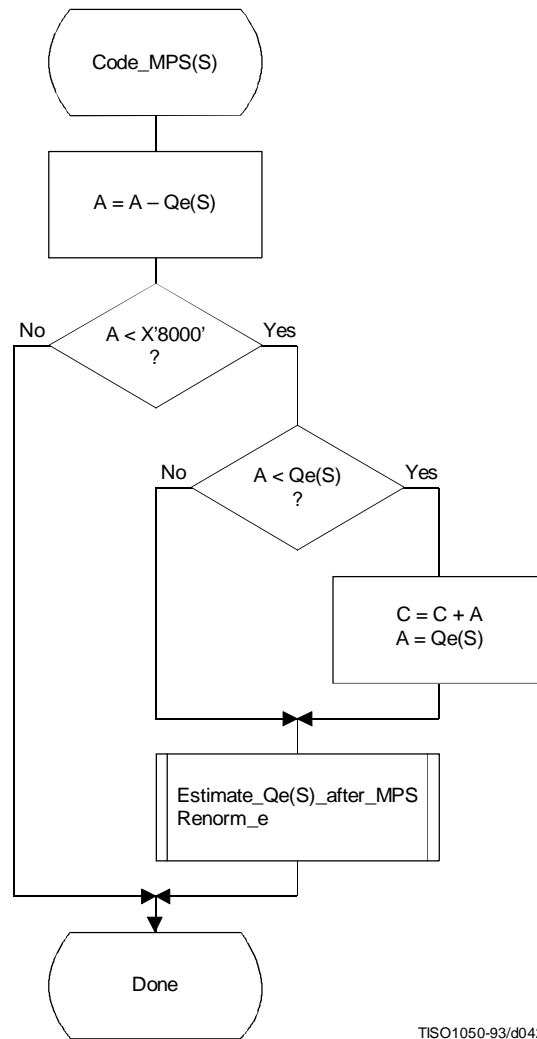 Code_MPS(S)
A = A – Qe(S)
No
A < X'8000'
?
Yes
No
A < Qe(S)
?
Yes
C = C + A
A = Qe(S)
Estimate_Qe(S)_after_MPS
Renorm_e
Done